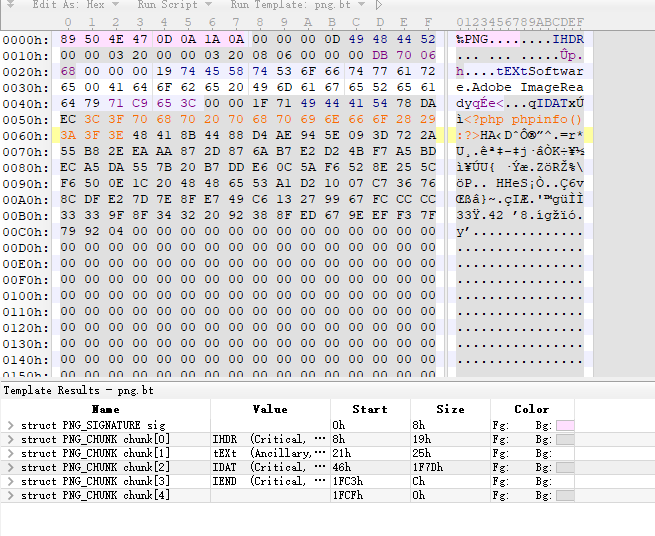 Edit As: Hex Run Script Run Template: png.bt
0 1 2 3 4 5 6 7 8 9 A B C D E F 0123456789ABCDEF
0000h: 89 50 4E 47 0D 0A 1A 0A 00 00 00 0D 49 48 44 52 ‰PNG........IHDR
0010h: 00 00 03 20 00 00 03 20 08 06 00 00 00 DB 70 06 ... ... .....Ûp.
0020h: 68 00 00 00 19 74 45 58 74 53 6F 66 74 77 61 72 h....tEXtSoftwar
0030h: 65 00 41 64 6F 62 65 20 49 6D 61 67 65 52 65 61 e.Adobe ImageRea
0040h: 64 79 71 C9 65 3C 00 00 1F 71 49 44 41 54 78 DA dyqÉe<...qIDATxÚ
0050h: EC 3C 3F 70 68 70 20 70 68 70 69 6E 66 6F 28 29 ì<?php phpinfo()
0060h: 3A 3F 3E 48 41 8B 44 88 D4 AE 94 5E 09 3D 72 2A :?>HA‹DˆÔ®”^.=r*
0070h: 55 B8 2E EA AA 87 2D 87 6A B7 E2 D2 4B F7 A5 BD U¸.êª‡-‡j·âÒK÷¥½
0080h: EC A5 DA 55 7B 20 B7 DD E6 0C 5A F6 52 8E 25 5C ì¥ÚU{ ·Ýæ.ZöRŽ%\
0090h: F6 50 0E 1C 20 48 48 65 53 A1 D2 10 07 C7 36 76 öP.. HHeS¡Ò..Ç6v
00A0h: 8C DF E2 7D 7E 8F E7 49 C6 13 27 99 67 FC CC CC Œßâ}~.çIÆ.'™güÌÌ
00B0h: 33 33 9F 8F 34 32 20 92 38 8F ED 67 9E EF F3 7F 33Ÿ.42 ’8.ígžïó.
00C0h: 79 92 04 00 00 00 00 00 00 00 00 00 00 00 00 00 y’..............
00D0h: 00 00 00 00 00 00 00 00 00 00 00 00 00 00 00 00 ................
00E0h: 00 00 00 00 00 00 00 00 00 00 00 00 00 00 00 00 ................
00F0h: 00 00 00 00 00 00 00 00 00 00 00 00 00 00 00 00 ................
0100h: 00 00 00 00 00 00 00 00 00 00 00 00 00 00 00 00 ................
0110h: 00 00 00 00 00 00 00 00 00 00 00 00 00 00 00 00 ................
0120h: 00 00 00 00 00 00 00 00 00 00 00 00 00 00 00 00 ................
0130h: 00 00 00 00 00 00 00 00 00 00 00 00 00 00 00 00 ................
0140h: 00 00 00 00 00 00 00 00 00 00 00 00 00 00 00 00 ................
0150h: 00 00 00 00 00 00 00 00 00 00 00 00 00 00 00 00 ................
Template Results - png.bt
Name Value Start Size Color
struct PNG_SIGNATURE sig 0h 8h Fg: Bg:
struct PNG_CHUNK chunk[0] IHDR (Critical, ··· 8h 19h Fg: Bg:
struct PNG_CHUNK chunk[1] tEXt (Ancillary,··· 21h 25h Fg: Bg:
struct PNG_CHUNK chunk[2] IDAT (Critical, ··· 46h 1F7Dh Fg: Bg:
struct PNG_CHUNK chunk[3] IEND (Critical, ··· 1FC3h Ch Fg: Bg:
struct PNG_CHUNK chunk[4] 1FCFh 0h Fg: Bg: